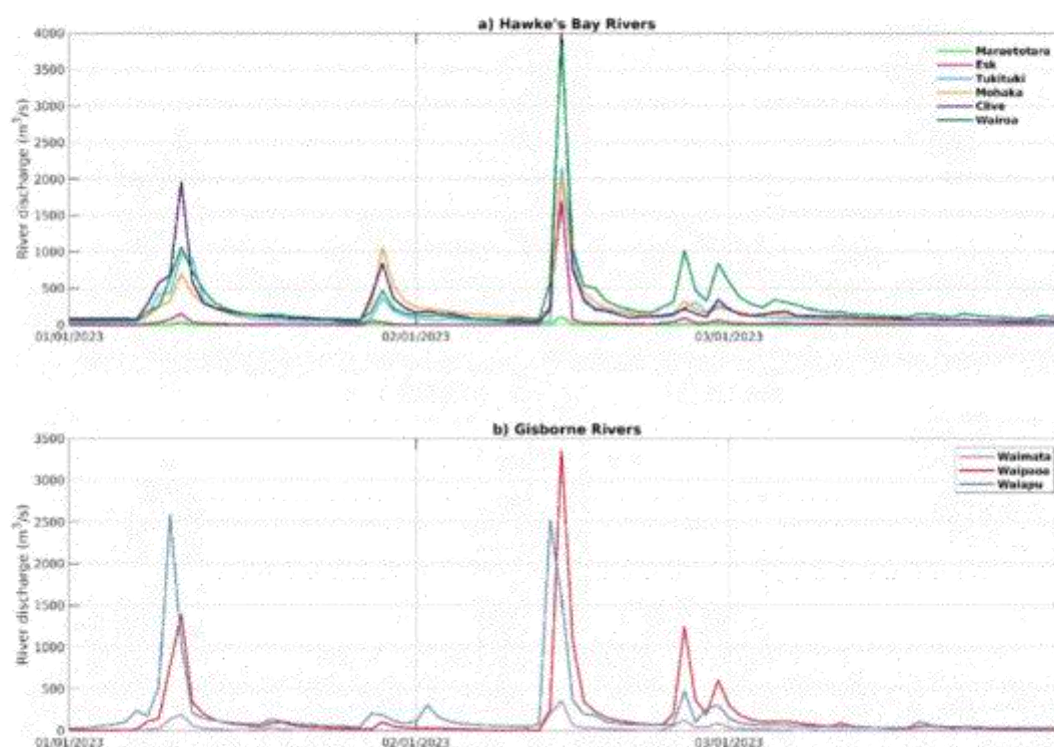 a) Hawke's Bay Rivers
River discharge (m³/s)
4000
3500
3000
2500
2000
1500
1000
500
0
Maraetotara
Esk
Tukituki
Mohaka
Clive
Wairoa
01/01/2023 02/01/2023 03/01/2023
b) Gisborne Rivers
River discharge (m³/s)
3500
3000
2500
2000
1500
1000
500
0
Waimata
Waipaoa
Waiapu
01/01/2023 02/01/2023 03/01/2023